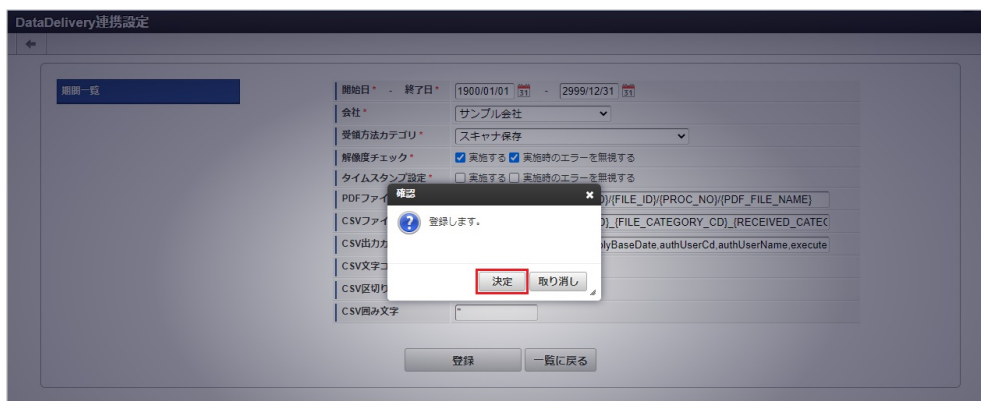 DataDelivery連携設定
期間一覧
開始日* - 終了日* 1900/01/01 31 - 2999/12/31 31
会社* サンプル会社
受領方法カテゴリ* スキャナ保存
解像度チェック* 実施する 実施時のエラーを無視する
タイムスタンプ設定* 実施する 実施時のエラーを無視する
PDFファイ D}/{FILE_ID}/{PROC_NO}/{PDF_FILE_NAME}
確認
CSVファイ D}_{FILE_CATEGORY_CD}_{RECEIVED_CATEG
登録します。
CSV出力カ plyBaseDate,authUserCd,authUserName,execute
CSV文字コ
CSV区切り
決定 取り消し
CSV囲み文字 "
登録 一覧に戻る